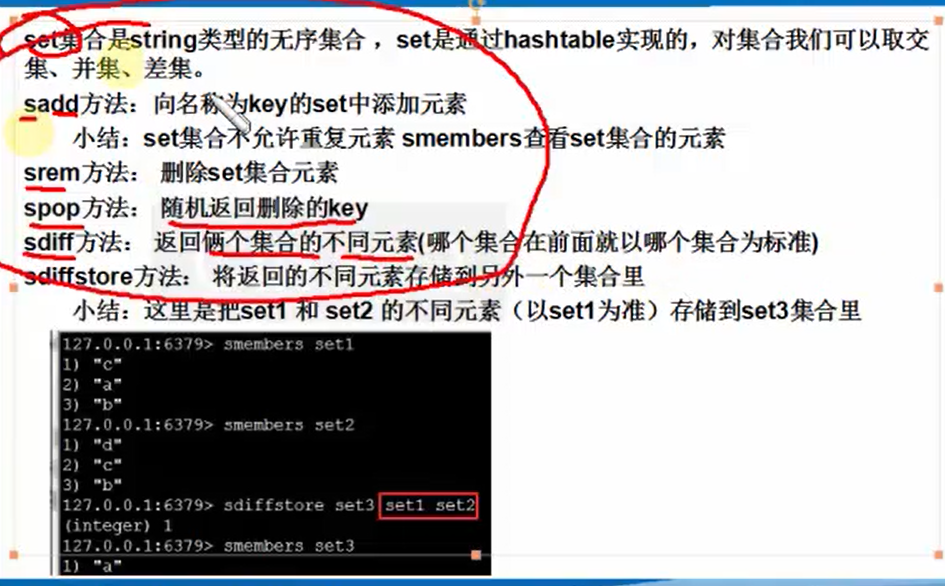 set集合是string类型的无序集合，set是通过hashtable实现的，对集合我们可以取交
集、并集、差集。
sadd方法：向名称为key的set中添加元素
小结：set集合不允许重复元素 smembers查看set集合的元素
srem方法： 删除set集合元素
spop方法： 随机返回删除的key
sdiff方法： 返回俩个集合的不同元素(哪个集合在前面就以哪个集合为标准)
sdiffstore方法： 将返回的不同元素存储到另外一个集合里
小结：这里是把set1 和 set2 的不同元素（以set1为准）存储到set3集合里
127.0.0.1:6379> smembers set1
1) "c"
2) "a"
3) "b"
127.0.0.1:6379> smembers set2
1) "d"
2) "c"
3) "b"
127.0.0.1:6379> sdiffstore set3 set1 set2
(integer) 1
127.0.0.1:6379> smembers set3
1) "a"